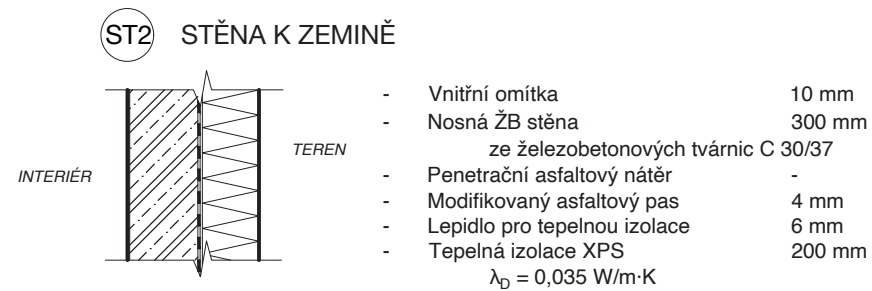 ST2 STĚNA K ZEMINĚ
INTERIÉR
TEREN
- Vnitřní omítka 10 mm
- Nosná ŽB stěna 300 mm
ze železobetonových tvárnic C 30/37
- Penetrační asfaltový nátěr -
- Modifikovaný asfaltový pas 4 mm
- Lepidlo pro tepelnou izolace 6 mm
- Tepelná izolace XPS 200 mm
λD = 0,035 W/m·K